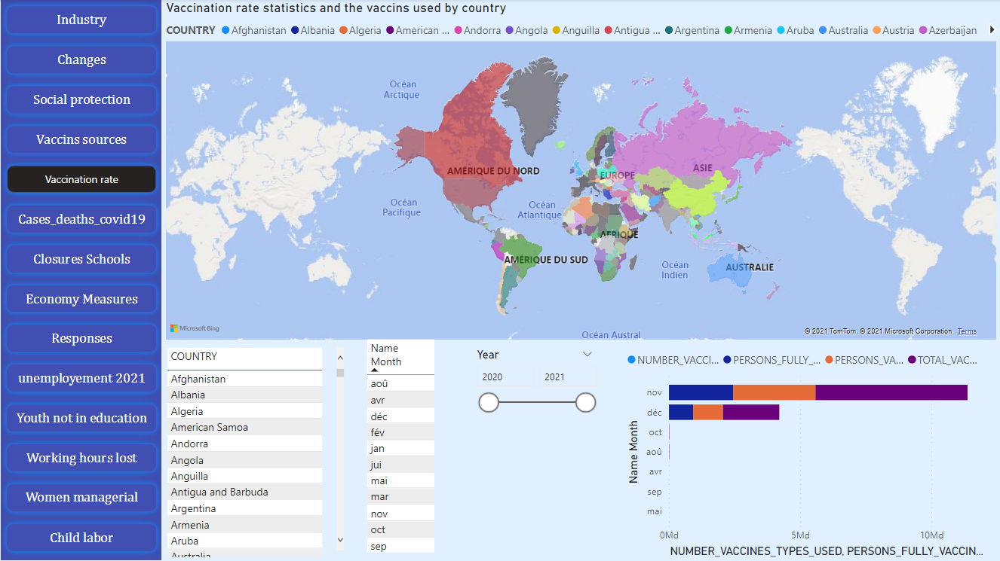 Industry
Changes
Social protection
Vaccins sources
Vaccination rate
Cases_deaths_covid19
Closures Schools
Economy Measures
Responses
unemployement 2021
Youth not in education
Working hours lost
Women managerial
Child labor
Vaccination rate statistics and the vaccins used by country
COUNTRY Afghanistan Albania Algeria American ... Andorra Angola Anguilla Antigua ... Argentina Armenia Aruba Australia Austria Azerbaijan
Océan
Arctique
AMÉRIQUE DU NORD
EUROPE
ASIE
Océan
Pacifique
Océan
Atlantique
AFRIQUE
AMÉRIQUE DU SUD
Océan
Indien
AUSTRALIE
Océan Austral
Microsoft Bing
© 2021 TomTom, © 2021 Microsoft Corporation Terms
COUNTRY
Afghanistan
Albania
Algeria
American Samoa
Andorra
Angola
Anguilla
Antigua and Barbuda
Argentina
Armenia
Aruba
Australia
Name
Month
aoû
avr
déc
fév
jan
jui
mai
mar
nov
oct
sep
Year
2020 2021
NUMBER_VACCI... PERSONS_FULLY_... PERSONS_VA... TOTAL_VAC...
Name Month
nov
déc
oct
aoû
avr
sep
mai
0Md 5Md 10Md
NUMBER_VACCINES_TYPES_USED, PERSONS_FULLY_VACCIN...